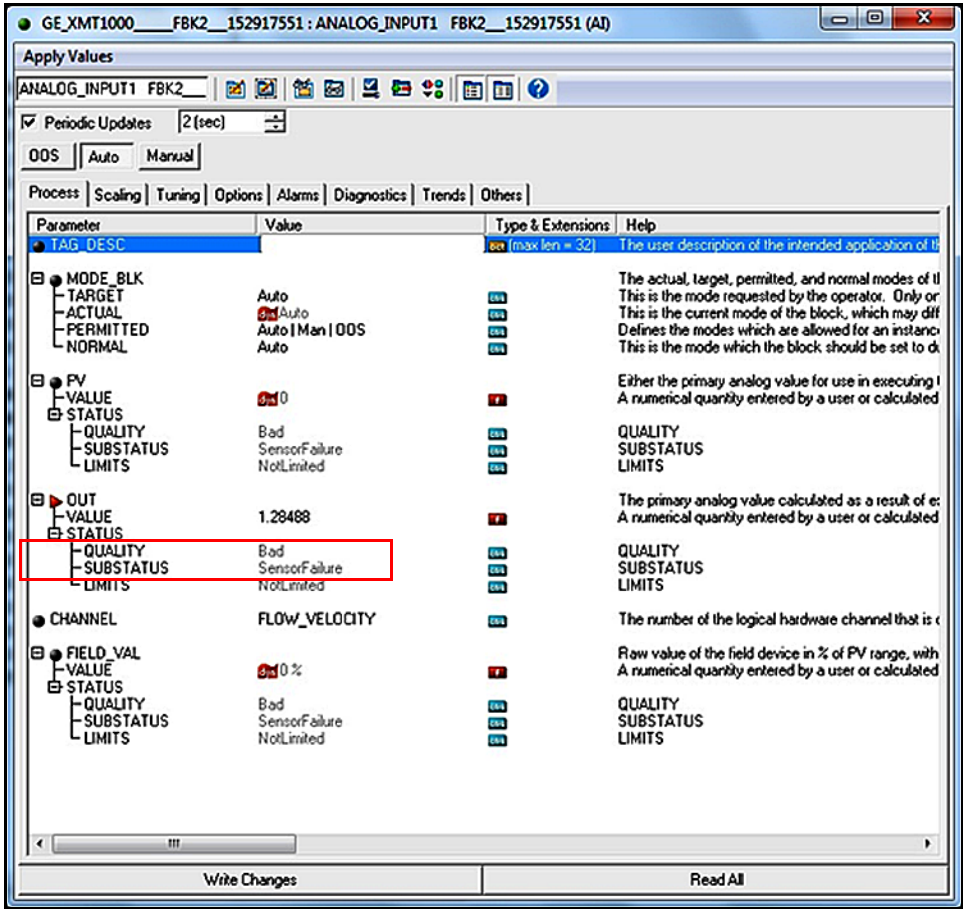 GE_XMT1000_____FBK2__152917551 : ANALOG_INPUT1 FBK2__152917551 (AI)
Apply Values
ANALOG_INPUT1 FBK2___
Periodic Updates 2 (sec)
OOS Auto Manual
Process Scaling Tuning Options Alarms Diagnostics Trends Others
Parameter Value Type & Extensions Help
TAG_DESC (max len = 32) The user description of the intended application of th
MODE_BLK The actual, target, permitted, and normal modes of tl
TARGET Auto This is the mode requested by the operator. Only or
ACTUAL Auto This is the current mode of the block, which may diff
PERMITTED Auto | Man | OOS Defines the modes which are allowed for an instance
NORMAL Auto This is the mode which the block should be set to du
PV Either the primary analog value for use in executing t
VALUE 0 A numerical quantity entered by a user or calculated
STATUS
QUALITY Bad QUALITY
SUBSTATUS SensorFailure SUBSTATUS
LIMITS NotLimited LIMITS
OUT The primary analog value calculated as a result of e:
VALUE 1.28488 A numerical quantity entered by a user or calculated
STATUS
QUALITY Bad QUALITY
SUBSTATUS SensorFailure SUBSTATUS
LIMITS NotLimited LIMITS
CHANNEL FLOW_VELOCITY The number of the logical hardware channel that is c
FIELD_VAL Raw value of the field device in % of PV range, with
VALUE 0 % A numerical quantity entered by a user or calculated
STATUS
QUALITY Bad QUALITY
SUBSTATUS SensorFailure SUBSTATUS
LIMITS NotLimited LIMITS
Write Changes Read All